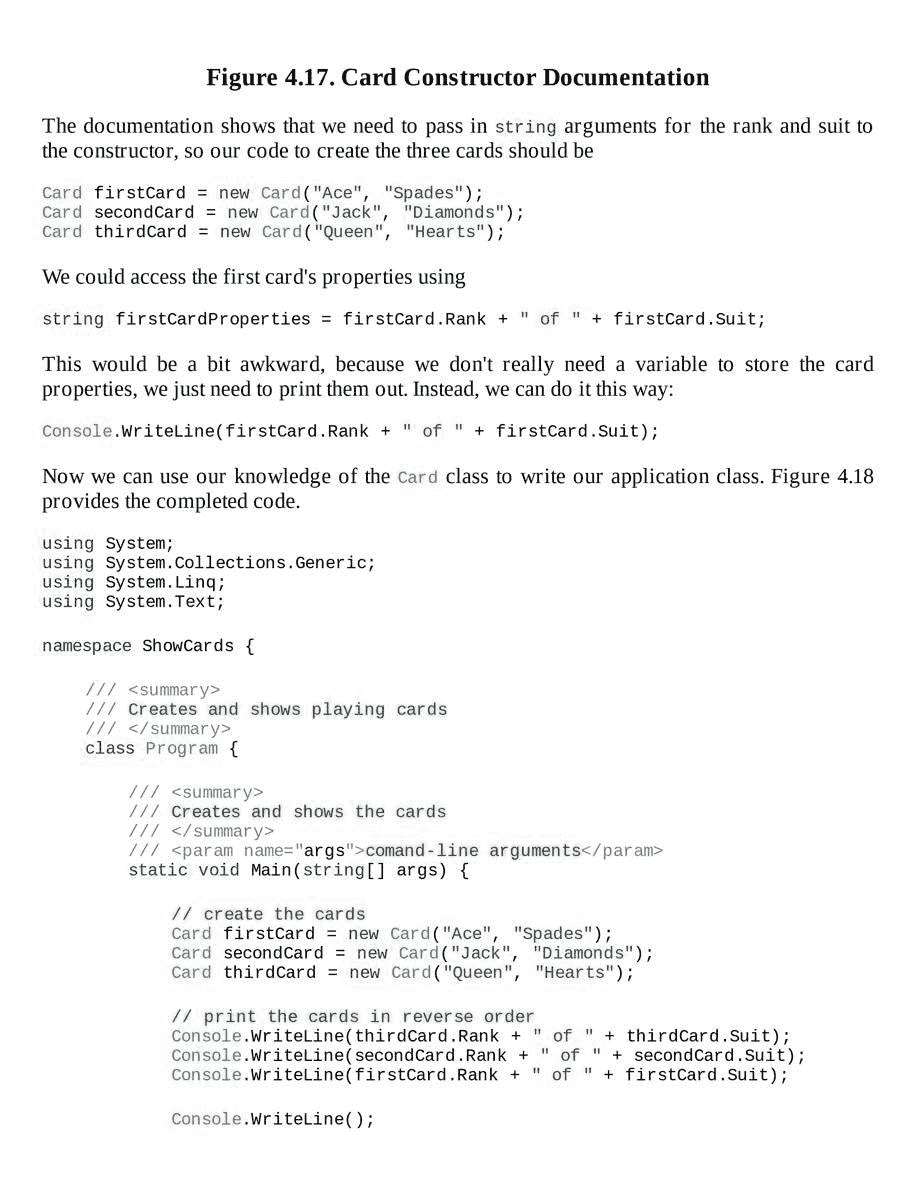 Figure 4.17. Card Constructor Documentation
The documentation shows that we need to pass in string arguments for the rank and suit to
the constructor, so our code to create the three cards should be
Card firstCard = new Card("Ace", "Spades");
Card secondCard = new Card("Jack", "Diamonds");
Card thirdCard = new Card("Queen", "Hearts");
We could access the first card's properties using
string firstCardProperties = firstCard.Rank + " of " + firstCard.Suit;
This would be a bit awkward, because we don't really need a variable to store the card
properties, we just need to print them out. Instead, we can do it this way:
Console.WriteLine(firstCard.Rank + " of " + firstCard.Suit);
Now we can use our knowledge of the Card class to write our application class. Figure 4.18
provides the completed code.
using System;
using System.Collections.Generic;
using System.Linq;
using System.Text;
namespace ShowCards {
/// <summary>
/// Creates and shows playing cards
/// </summary>
class Program {
/// <summary>
/// Creates and shows the cards
/// </summary>
/// <param name="args">comand-line arguments</param>
static void Main(string[] args) {
// create the cards
Card firstCard = new Card("Ace", "Spades");
Card secondCard = new Card("Jack", "Diamonds");
Card thirdCard = new Card("Queen", "Hearts");
// print the cards in reverse order
Console.WriteLine(thirdCard.Rank + " of " + thirdCard.Suit);
Console.WriteLine(secondCard.Rank + " of " + secondCard.Suit);
Console.WriteLine(firstCard.Rank + " of " + firstCard.Suit);
Console.WriteLine();